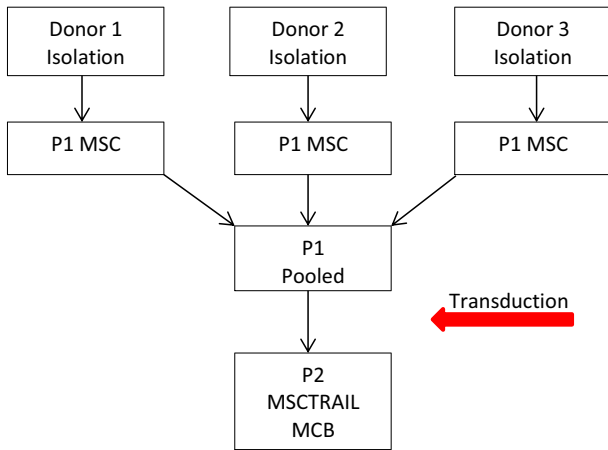 Donor 1
Isolation
Donor 2
Isolation
Donor 3
Isolation
P1 MSC
P1 MSC
P1 MSC
P1
Pooled
Transduction
P2
MSCTRAIL
MCB